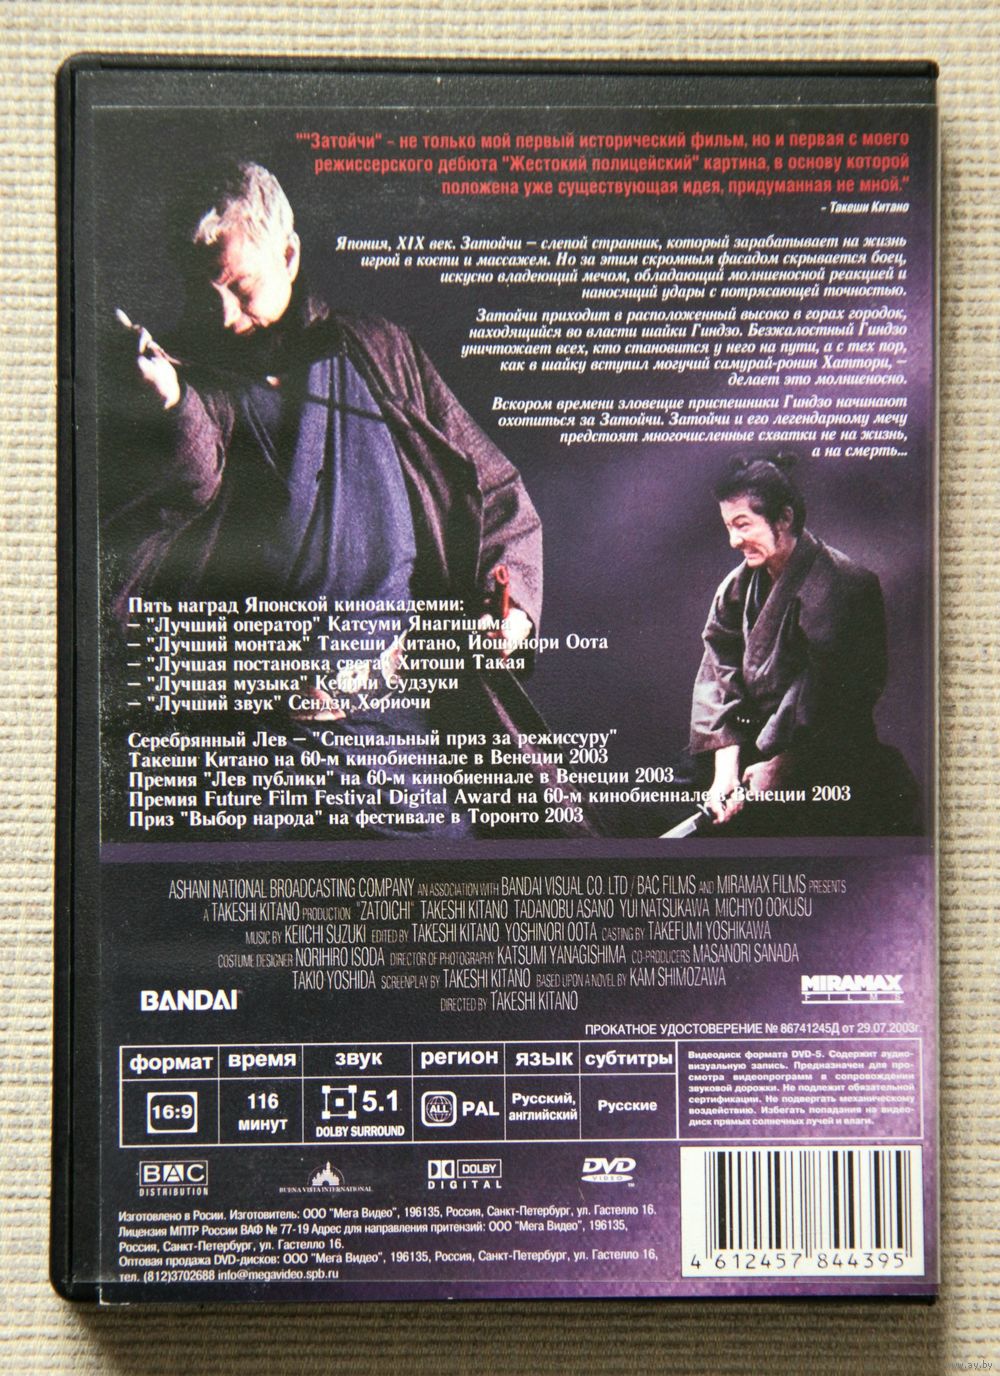 ""Затойчи" - не только мой первый исторический фильм, но и первая с моего
режиссерского дебюта "Жестокий полицейский" картина, в основу которой
положена уже существующая идея, придуманная не мной."
- Такеши Китано
Япония, XIX век. Затойчи – слепой странник, который зарабатывает на жизнь
игрой в кости и массажем. Но за этим скромным фасадом скрывается боец,
искусно владеющий мечом, обладающий молниеносной реакцией и
наносящий удары с потрясающей точностью.
Затойчи приходит в расположенный высоко в горах городок,
находящийся во власти шайки Гиндзо. Безжалостный Гиндзо
уничтожает всех, кто становится у него на пути, а с тех пор,
как в шайку вступил могучий самурай-ронин Хаттори, –
делает это молниеносно.
Вскором времени зловещие приспешники Гиндзо начинают
охотиться за Затойчи. Затойчи и его легендарному мечу
предстоят многочисленные схватки не на жизнь,
а на смерть...
Пять наград Японской киноакадемии:
– "Лучший оператор" Катсуми Янагишима
– "Лучший монтаж" Такеши Китано, Йошинори Оота
– "Лучшая постановка света" Хитоши Такая
– "Лучшая музыка" Кейичи Судзуки
– "Лучший звук" Сендзи Хориочи
Серебрянный Лев – "Специальный приз за режиссуру"
Такеши Китано на 60-м кинобиеннале в Венеции 2003
Премия "Лев публики" на 60-м кинобиеннале в Венеции 2003
Премия Future Film Festival Digital Award на 60-м кинобиеннале в Венеции 2003
Приз "Выбор народа" на фестивале в Торонто 2003
ASHANI NATIONAL BROADCASTING COMPANY AN ASSOCIATION WITH BANDAI VISUAL CO. LTD / BAC FILMS AND MIRAMAX FILMS PRESENTS
A TAKESHI KITANO PRODUCTION "ZATOICHI" TAKESHI KITANO TADANOBU ASANO YUI NATSUKAWA MICHIYO OOKUSU
MUSIC BY KEIICHI SUZUKI EDITED BY TAKESHI KITANO YOSHINORI OOTA CASTING BY TAKEFUMI YOSHIKAWA
COSTUME DESIGNER NORIHIRO ISODA DIRECTOR OF PHOTOGRAPHY KATSUMI YANAGISHIMA CO-PRODUCERS MASANORI SANADA
TAKIO YOSHIDA SCREENPLAY BY TAKESHI KITANO BASED UPON A NOVEL BY KAM SHIMOZAWA
DIRECTED BY TAKESHI KITANO
BANDAI
MIRAMAX
FILMS
ПРОКАТНОЕ УДОСТОВЕРЕНИЕ № 86741245Д от 29.07.2003г.
формат время звук регион язык субтитры
16:9
116
минут
5.1
DOLBY SURROUND
ALL
PAL
Русский,
английский
Русские
Видеодиск формата DVD-5. Содержит аудио-
визуальную запись. Предназначен для про-
смотра видеопрограмм в сопровождении
звуковой дорожки. Не подлежит обязательной
сертификации. Не подвергать механическому
воздействию. Избегать попадания на видео-
диск прямых солнечных лучей и влаги.
BAC
DISTRIBUTION
BUENA VISTA INTERNATIONAL
DOLBY
DIGITAL
DVD
VIDEO
TM
Изготовлено в Росии. Изготовитель: ООО "Мега Видео", 196135, Россия, Санкт-Петербург, ул. Гастелло 16.
Лицензия МПТР России ВАФ № 77-19 Адрес для направления притензий: ООО "Мега Видео", 196135,
Россия, Санкт-Петербург, ул. Гастелло 16.
Оптовая продажа DVD-дисков: ООО "Мега Видео", 196135, Россия, Санкт-Петербург, ул. Гастелло 16,
тел. (812)3702688 info@megavideo.spb.ru
4 612457 844395
www.ay.by